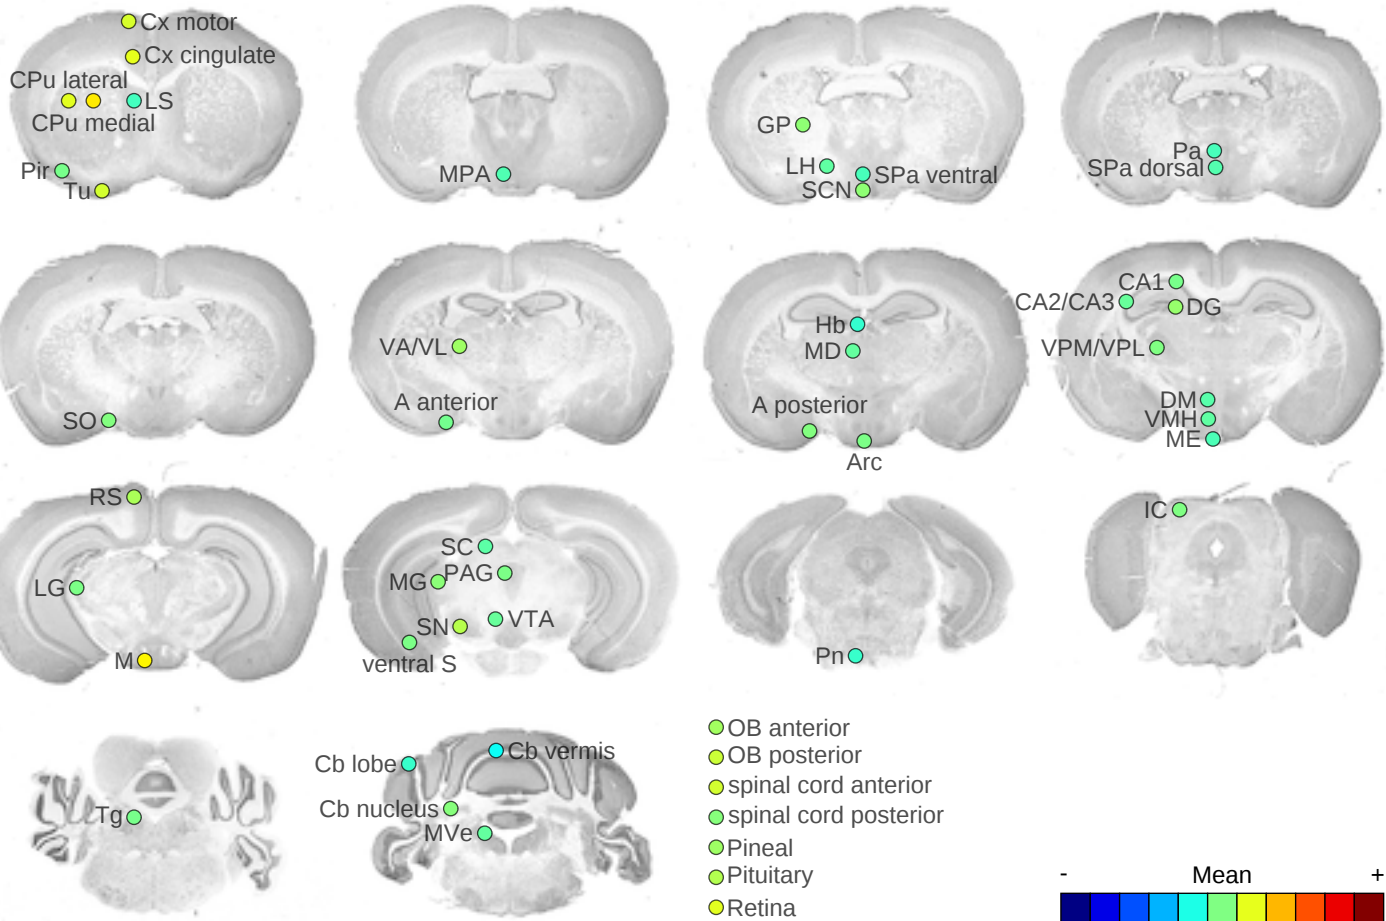 Cx motor
Cx cingulate
CPu lateral
LS
CPu medial
Pir
Tu
MPA
GP
LH
SPa ventral
SCN
Pa
SPa dorsal
SO
VA/VL
A anterior
Hb
MD
A posterior
Arc
CA1
CA2/CA3
DG
VPM/VPL
DM
VMH
ME
RS
LG
M
SC
MG
PAG
SN
VTA
ventral S
Pn
IC
Tg
Cb lobe
Cb vermis
Cb nucleus
MVe
OB anterior
OB posterior
spinal cord anterior
spinal cord posterior
Pineal
Pituitary
Retina
- Mean +